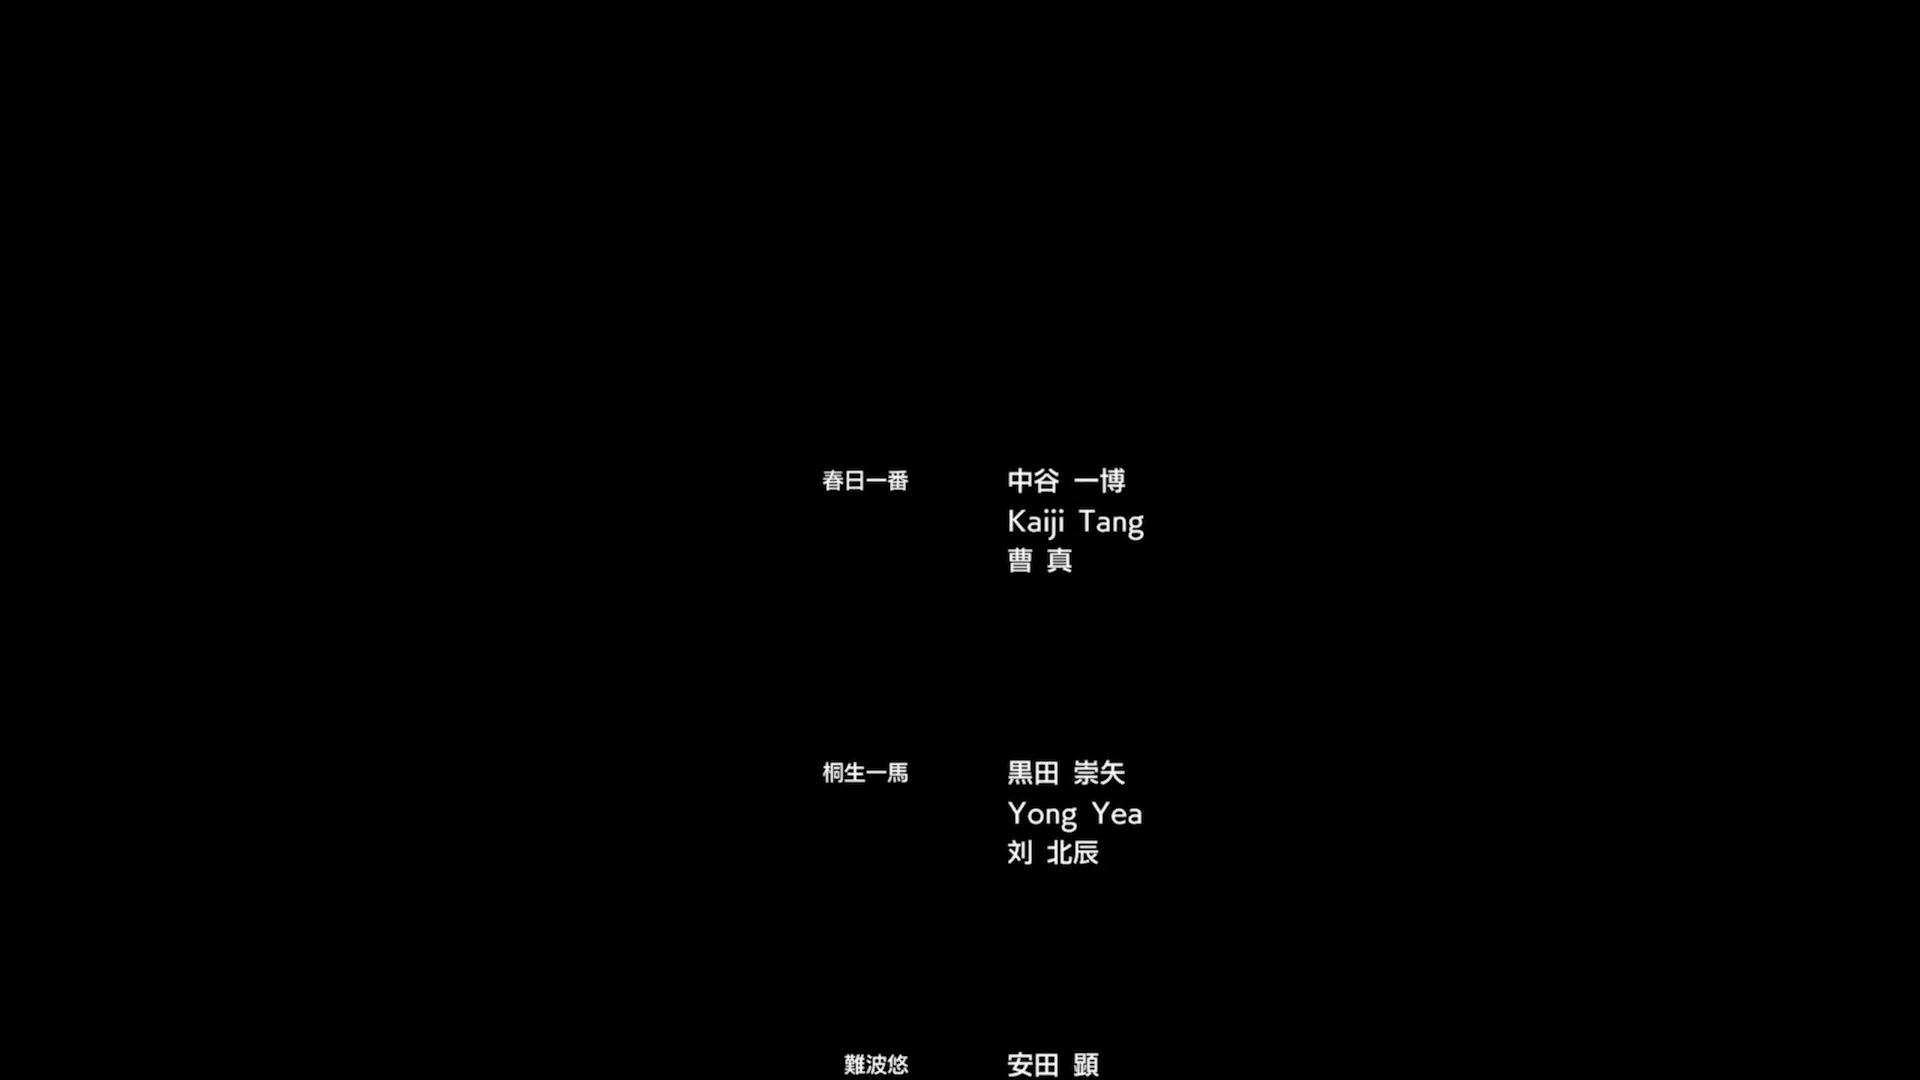 春日一番 中谷 一博
Kaiji Tang
曹 真
桐生一馬 黒田 崇矢
Yong Yea
刘 北辰
難波悠 安田 顕